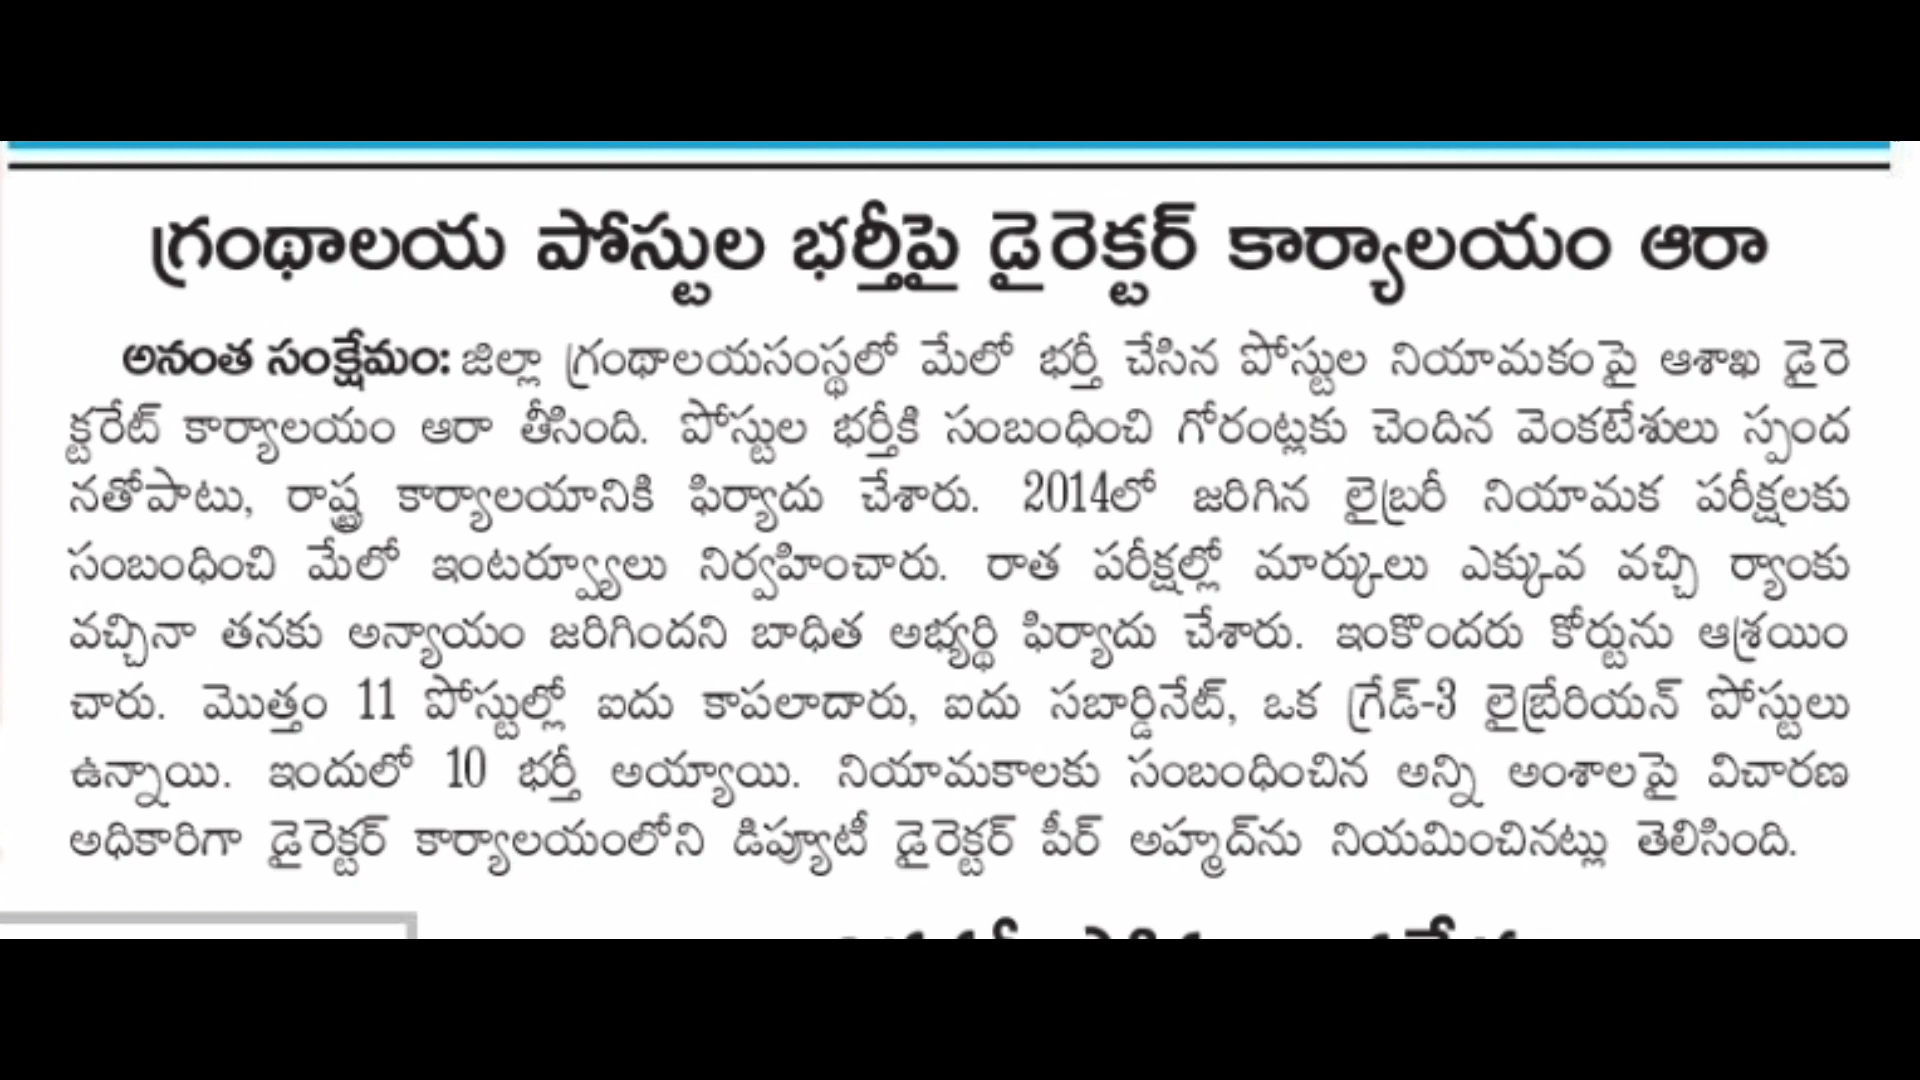 గ్రంథాలయ పోస్టుల భర్తీపై డైరెక్టర్ కార్యాలయం ఆరా
అనంత సంక్షేమం: జిల్లా గ్రంథాలయసంస్థలో మేలో భర్తీ చేసిన పోస్టుల నియామకంపై ఆశాఖ డైరె
క్టరేట్ కార్యాలయం ఆరా తీసింది. పోస్టుల భర్తీకి సంబంధించి గోరంట్లకు చెందిన వెంకటేశులు స్పంద
నతోపాటు, రాష్ట్ర కార్యాలయానికి ఫిర్యాదు చేశారు. 2014లో జరిగిన లైబ్రరీ నియామక పరీక్షలకు
సంబంధించి మేలో ఇంటర్వ్యూలు నిర్వహించారు. రాత పరీక్షల్లో మార్కులు ఎక్కువ వచ్చి ర్యాంకు
వచ్చినా తనకు అన్యాయం జరిగిందని బాధిత అభ్యర్థి ఫిర్యాదు చేశారు. ఇంకొందరు కోర్టును ఆశ్రయిం
చారు. మొత్తం 11 పోస్టుల్లో ఐదు కాపలాదారు, ఐదు సబార్డినేట్, ఒక గ్రేడ్-3 లైబ్రేరియన్ పోస్టులు
ఉన్నాయి. ఇందులో 10 భర్తీ అయ్యాయి. నియామకాలకు సంబంధించిన అన్ని అంశాలపై విచారణ
అధికారిగా డైరెక్టర్ కార్యాలయంలోని డిప్యూటీ డైరెక్టర్ పీర్ అహ్మద్‌ను నియమించినట్లు తెలిసింది.